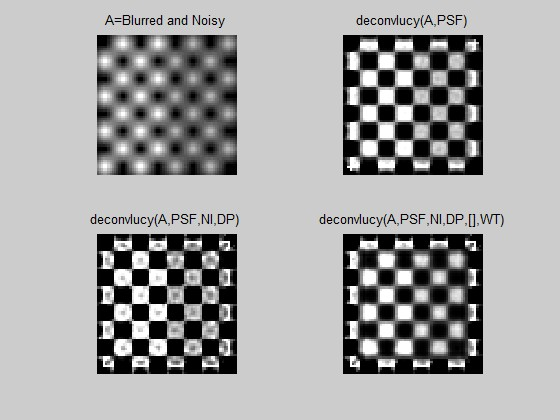 A=Blurred and Noisy
deconvlucy(A,PSF)
deconvlucy(A,PSF,NI,DP)
deconvlucy(A,PSF,NI,DP,[],WT)